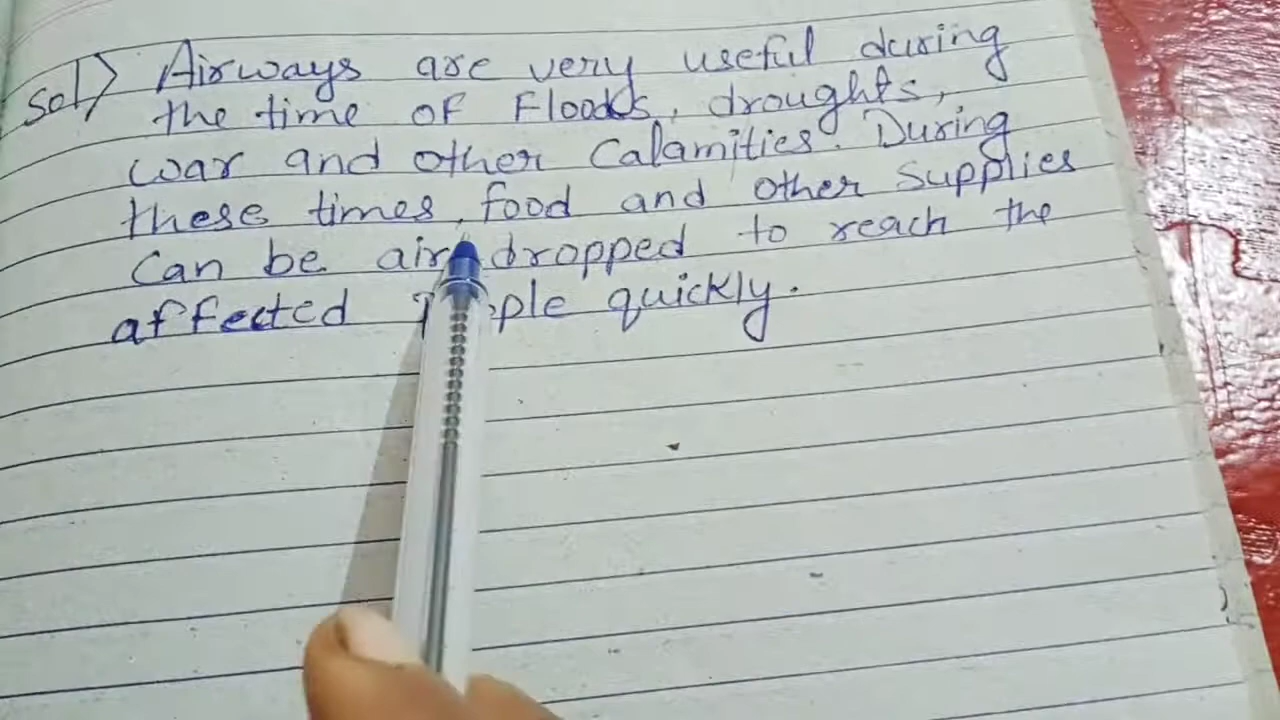 Sol) Airways are very useful during
the time of Floods, droughts,
war and other Calamities. During
these times, food and other Supplies
Can be air dropped to reach the
affected quickly.